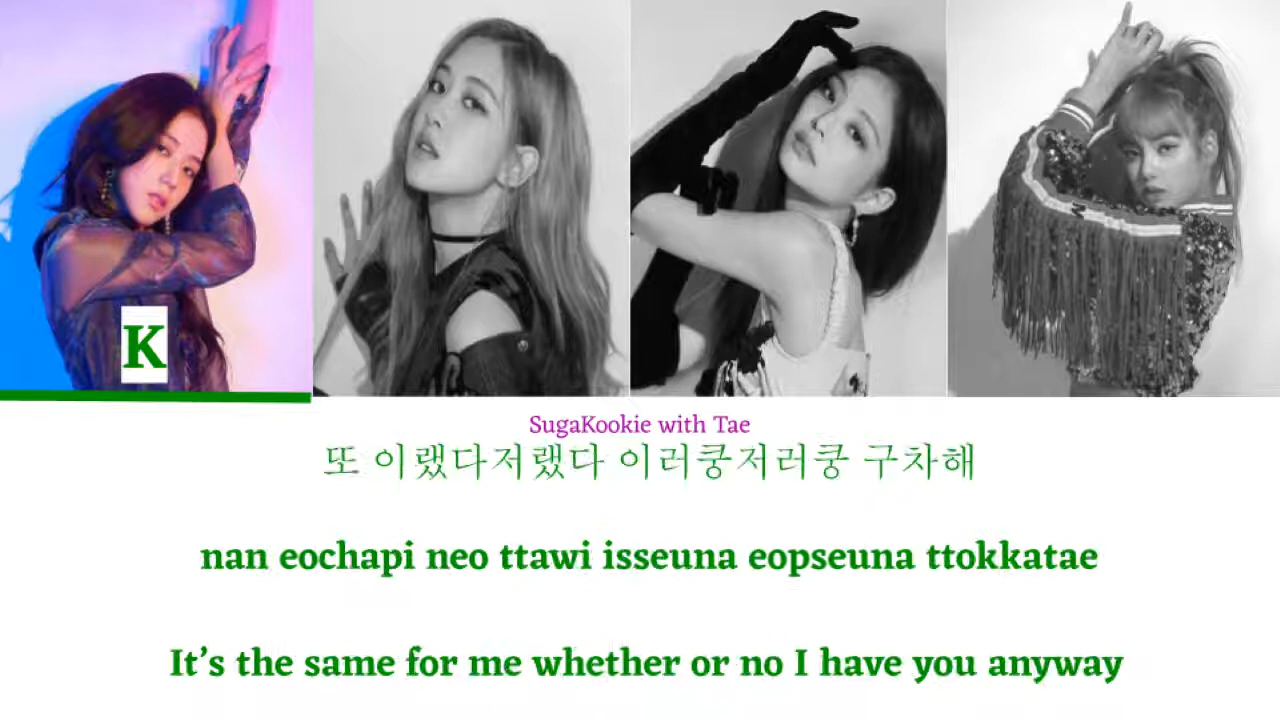 K
SugaKookie with Tae
또 이랬다저랬다 이러쿵저러쿵 구차해
nan eochapi neo ttawi isseuna eopseuna ttokkatae
It's the same for me whether or no I have you anyway